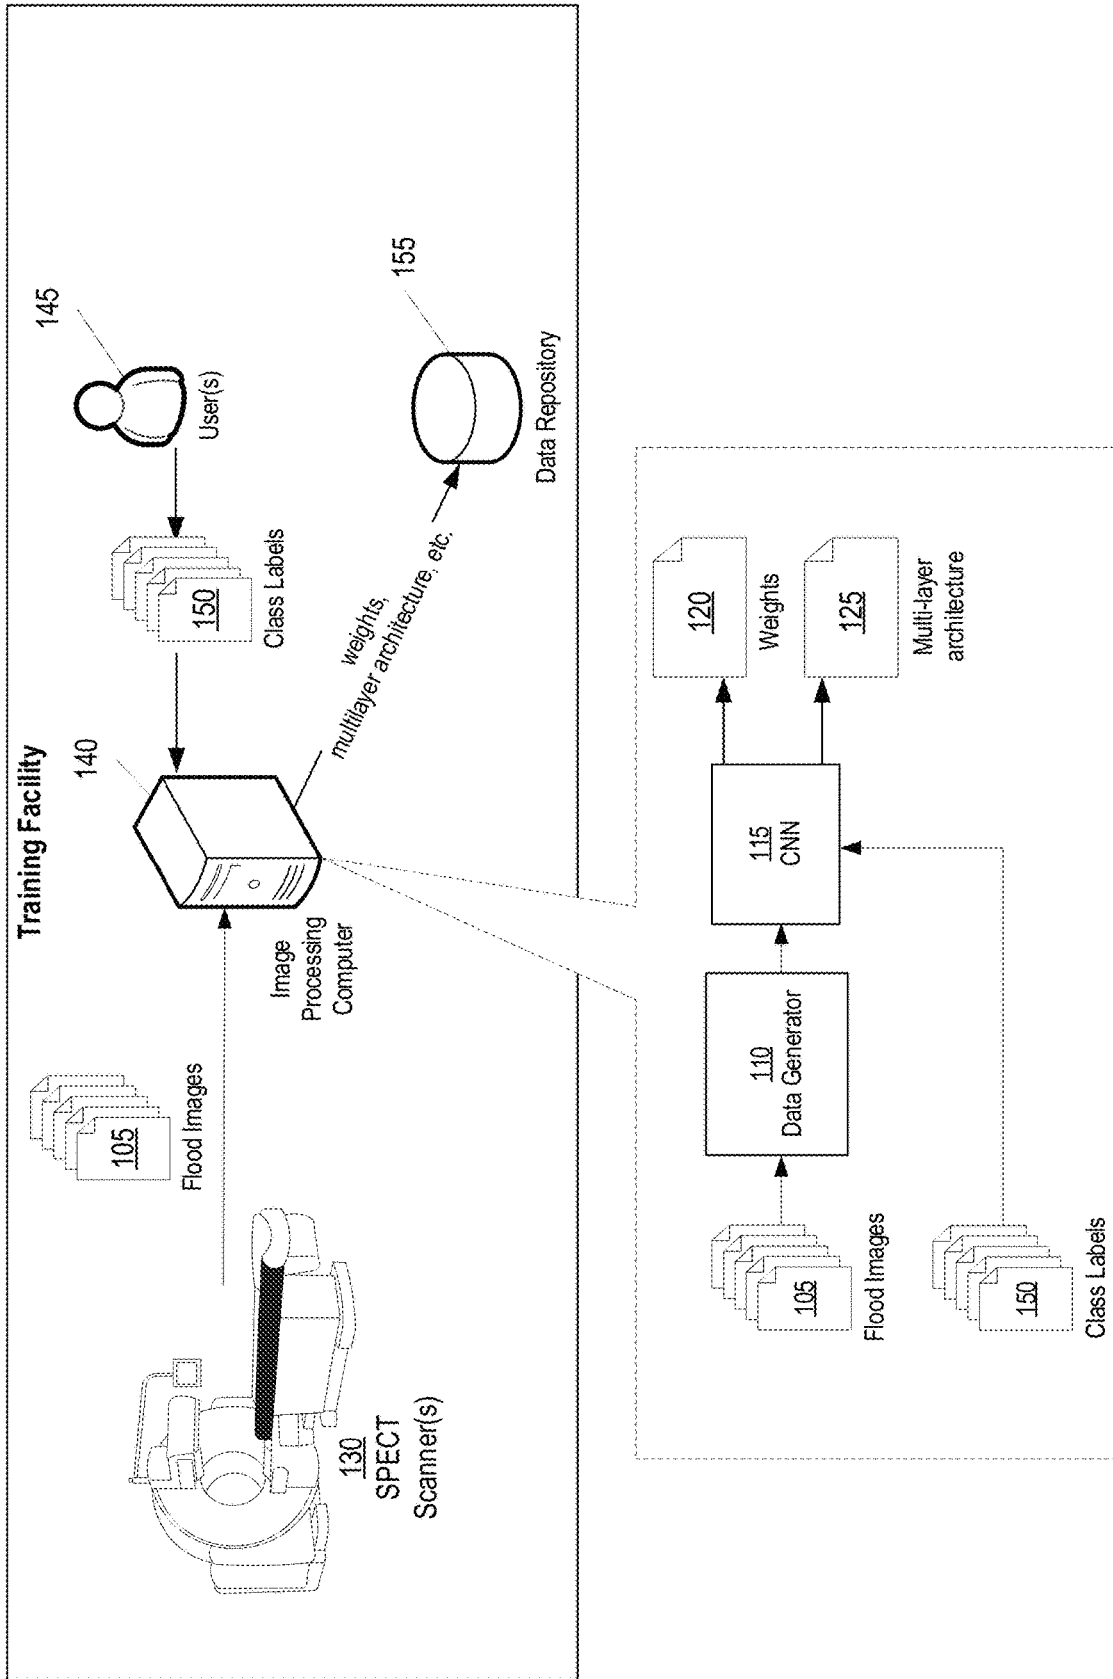 Training Facility
105
Flood Images
130
SPECT
Scanner(s)
140
Image
Processing
Computer
150
Class Labels
145
User(s)
weights,
multilayer architecture, etc.
155
Data Repository
105
Flood Images
110
Data Generator
115
CNN
120
Weights
125
Multi-layer
architecture
150
Class Labels